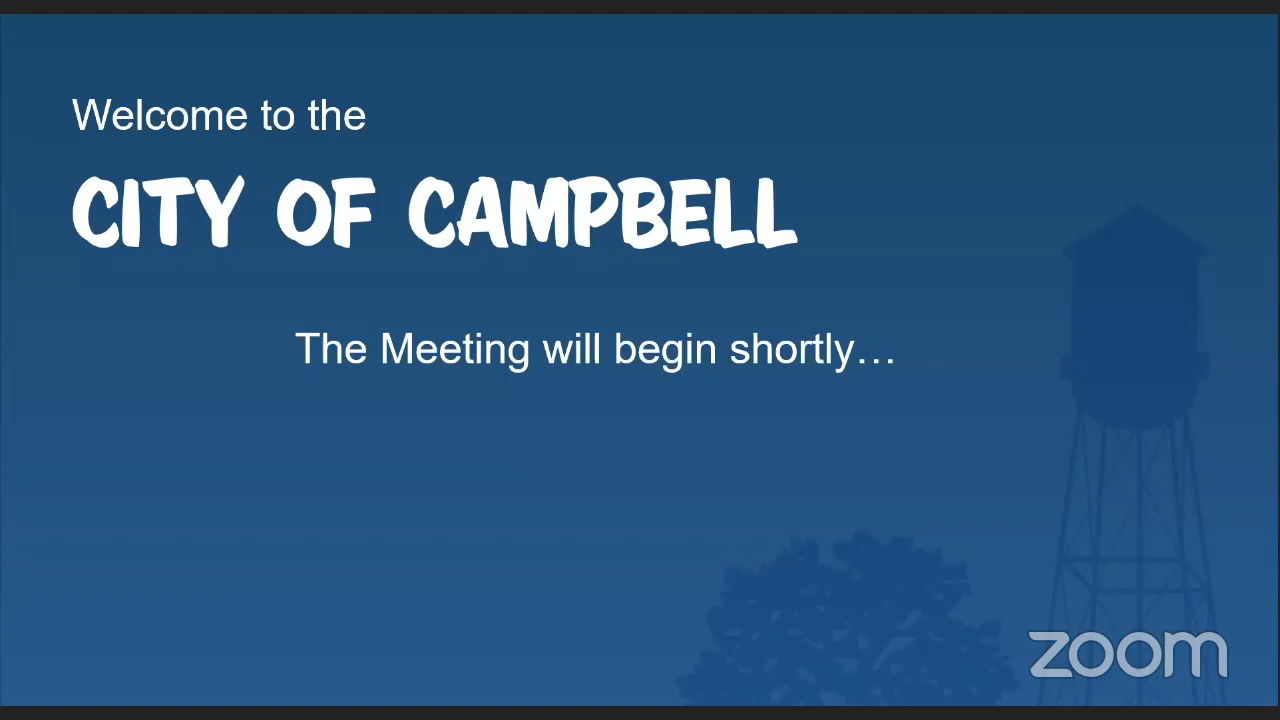 Welcome to the
CITY OF CAMPBELL
The Meeting will begin shortly…
zoom